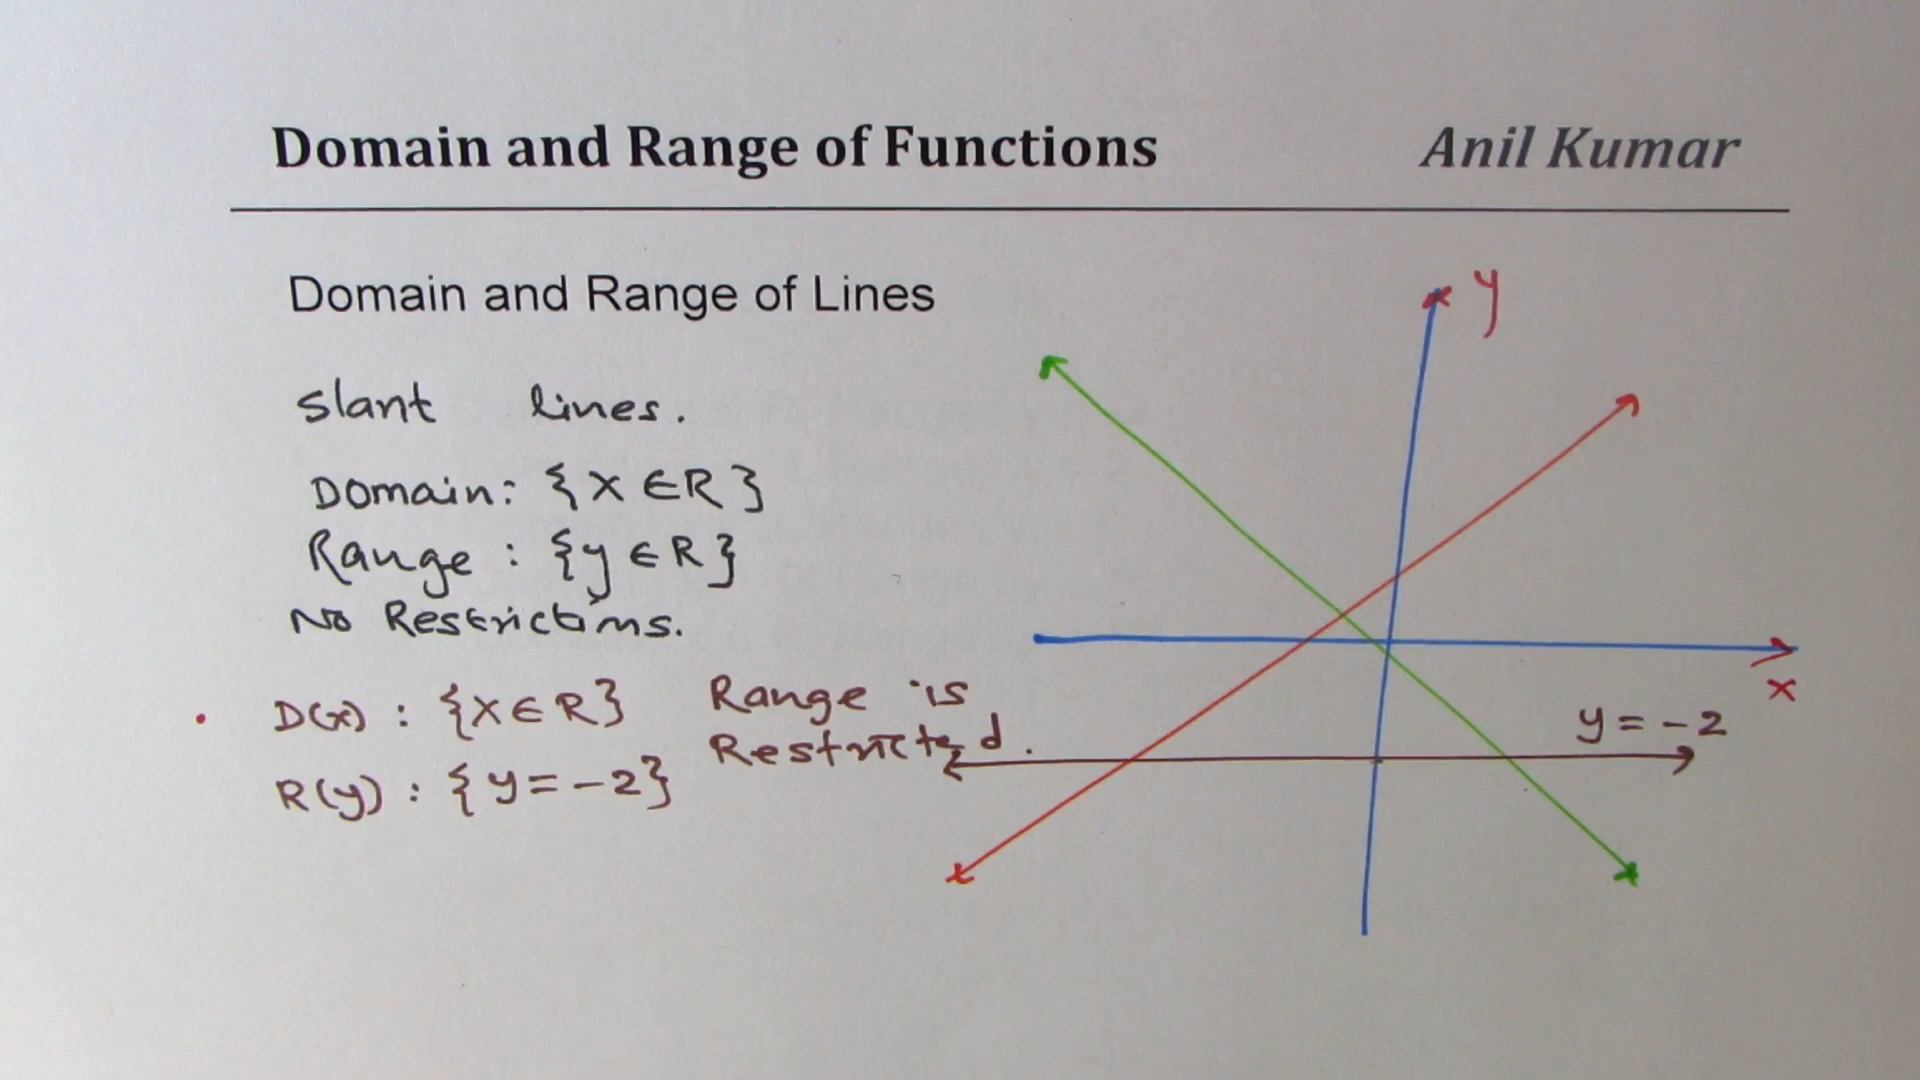 Domain and Range of Functions Anil Kumar
Domain and Range of Lines
slant lines.
Domain: {x ∈ R}
Range : {y ∈ R}
No Restrictions.
D(x) : {x ∈ R} Range is
Restricted.
R(y) : {y = -2}
y
x
y = -2